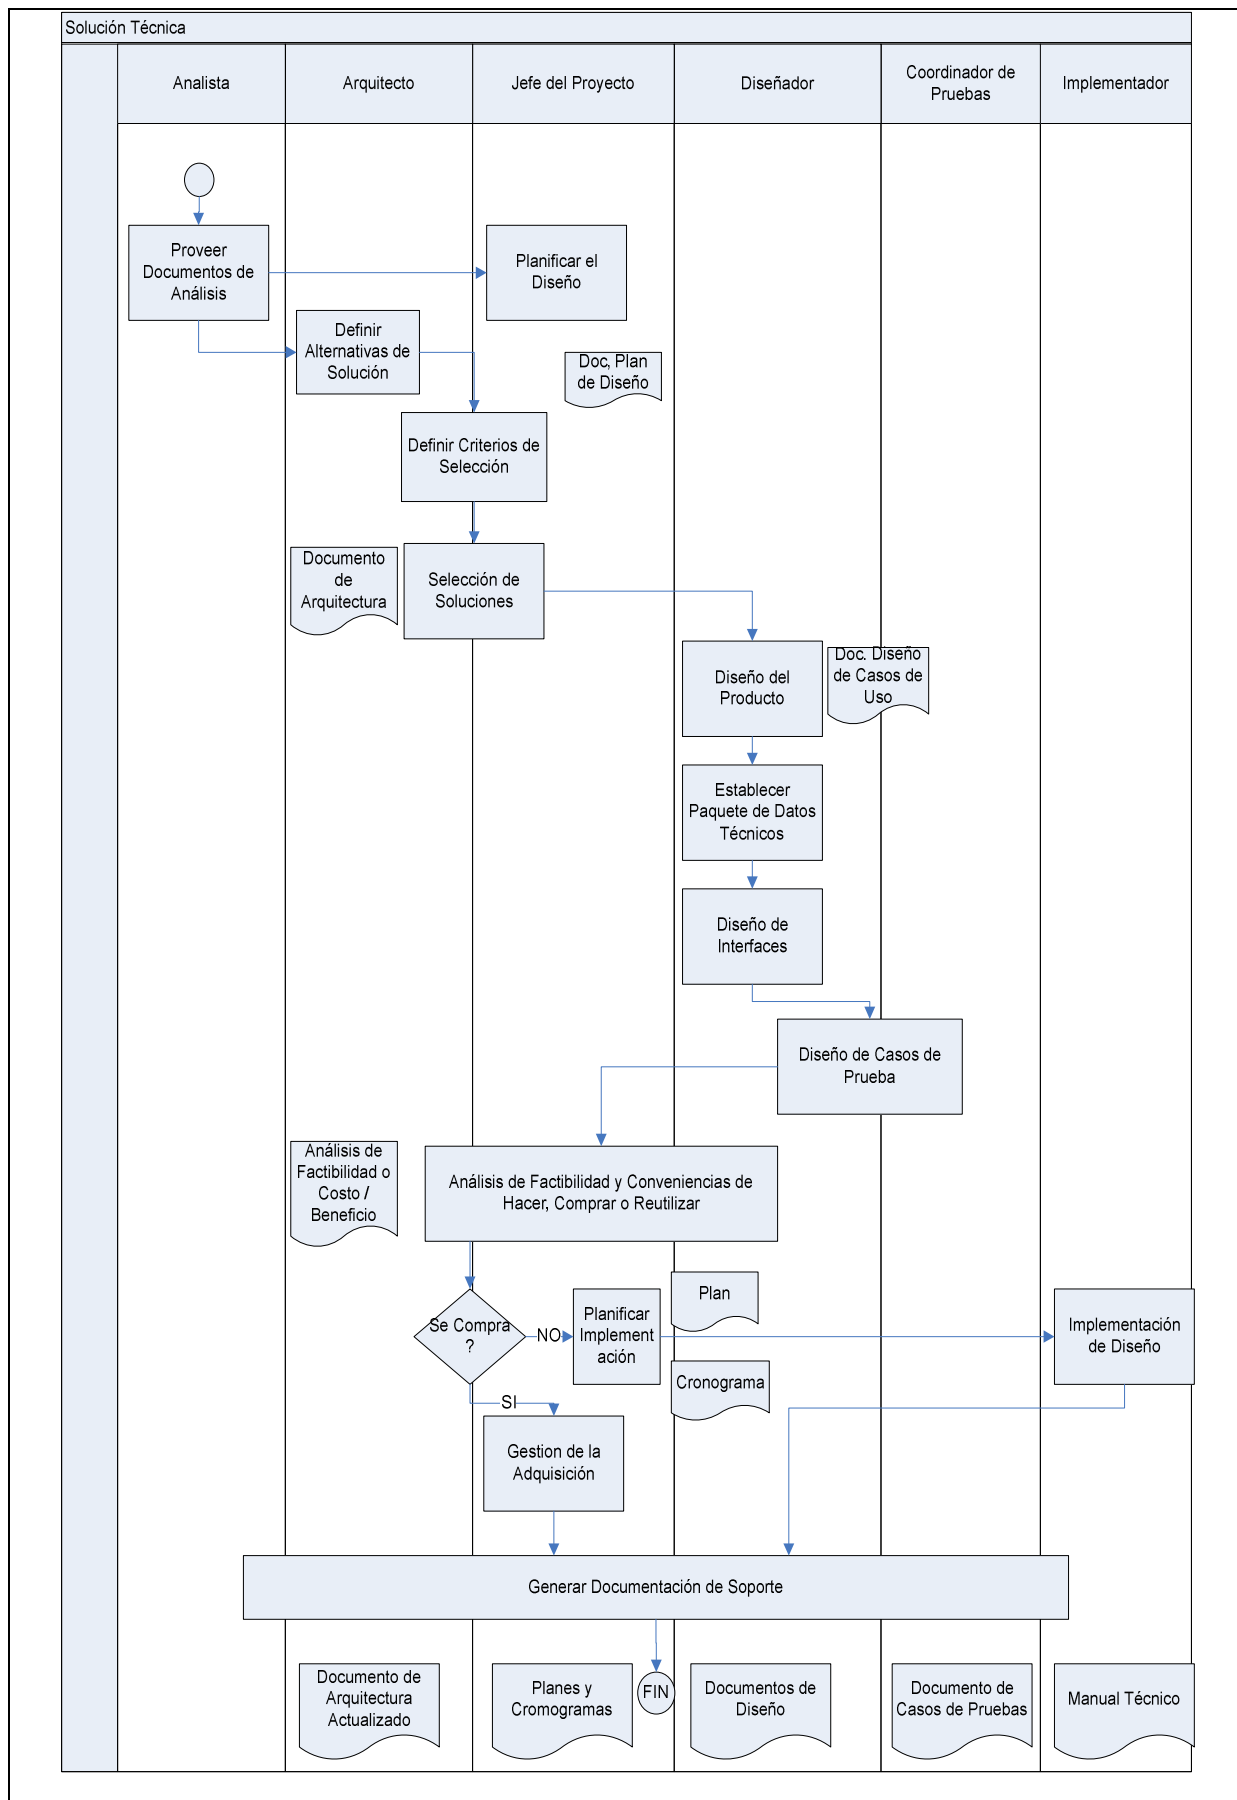 Solución Técnica
Analista
Arquitecto
Jefe del Proyecto
Diseñador
Coordinador de
Pruebas
Implementador
Proveer
Documentos de
Análisis
Planificar el
Diseño
Definir
Alternativas de
Solución
Doc, Plan
de Diseño
Definir Criterios de
Selección
Documento
de
Arquitectura
Selección de
Soluciones
Diseño del
Producto
Doc. Diseño
de Casos de
Uso
Establecer
Paquete de Datos
Técnicos
Diseño de
Interfaces
Diseño de Casos de
Prueba
Análisis de
Factibilidad o
Costo /
Beneficio
Análisis de Factibilidad y Conveniencias de
Hacer, Comprar o Reutilizar
Se Compra
?
NO
Planificar
Implement
ación
Plan
Cronograma
Implementación
de Diseño
SI
Gestion de la
Adquisición
Generar Documentación de Soporte
Documento de
Arquitectura
Actualizado
Planes y
Cromogramas
FIN
Documentos de
Diseño
Documento de
Casos de Pruebas
Manual Técnico